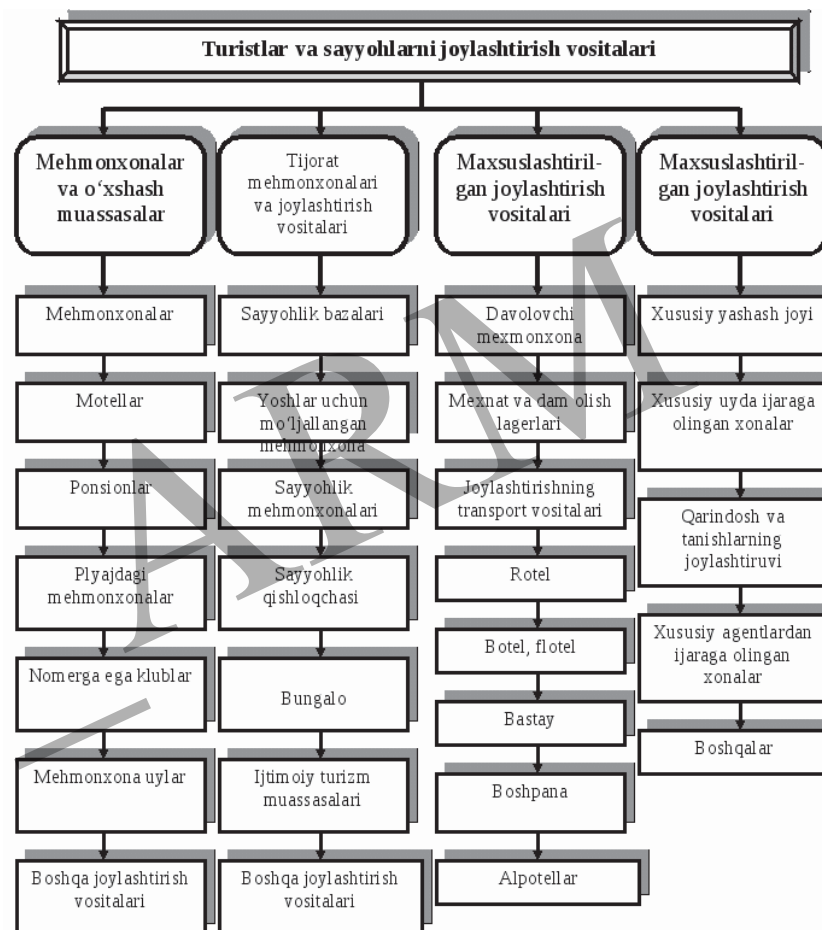 Turistlar va sayyohlarni joylashtirish vositalari
Mehmonxonalar
va o‘xshash
muassasalar
Mehmonxonalar
Motellar
Ponsionlar
Plyajdagi
mehmonxonalar
Nomerga ega klublar
Mehmonxona uylar
Boshqa joylashtirish
vositalari
Tijorat
mehmonxonalari
va joylashtirish
vositalari
Sayyohlik bazalari
Yoshlar uchun
mo‘ljallangan
mehmonxona
Sayyohlik
mehmonxonalari
Sayyohlik
qishloqchasi
Bungalo
Ijtimoiy turizm
muassasalari
Boshqa joylashtirish
vositalari
Maxsuslashtiril-
gan joylashtirish
vositalari
Davolovchi
mexmonxona
Mexnat va dam olish
lagerlari
Joylashtirishning
transport vositalari
Rotel
Botel, flotel
Bastay
Boshpana
Alpotellar
Maxsuslashtiril-
gan joylashtirish
vositalari
Xususiy yashash joyi
Xususiy uyda ijaraga
olingan xonalar
Qarindosh va
tanishlarning
joylashtiruvi
Xususiy agentlardan
ijaraga olingan
xonalar
Boshqalar
_ARM